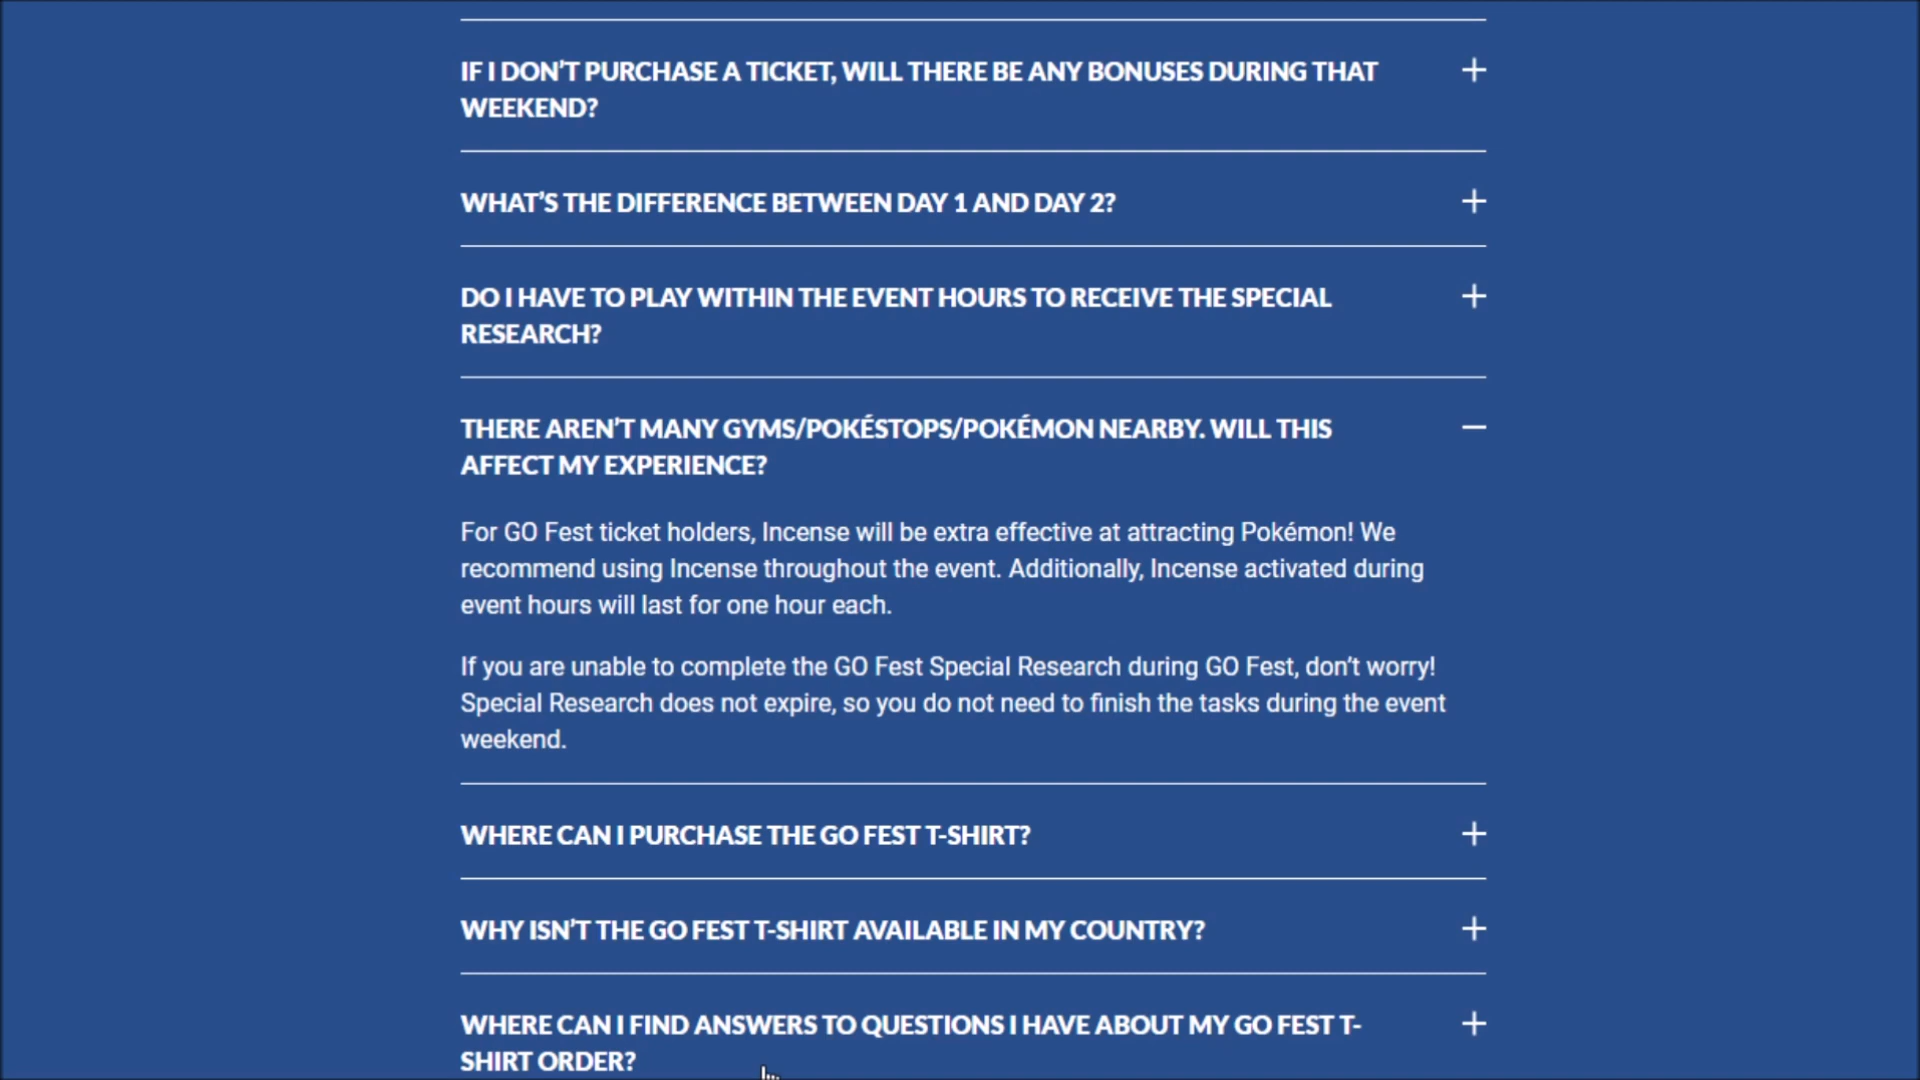 IF I DON'T PURCHASE A TICKET, WILL THERE BE ANY BONUSES DURING THAT
WEEKEND?
WHAT'S THE DIFFERENCE BETWEEN DAY 1 AND DAY 2?
DO I HAVE TO PLAY WITHIN THE EVENT HOURS TO RECEIVE THE SPECIAL
RESEARCH?
THERE AREN'T MANY GYMS/POKÉSTOPS/POKÉMON NEARBY. WILL THIS
AFFECT MY EXPERIENCE?
For GO Fest ticket holders, Incense will be extra effective at attracting Pokémon! We
recommend using Incense throughout the event. Additionally, Incense activated during
event hours will last for one hour each.
If you are unable to complete the GO Fest Special Research during GO Fest, don't worry!
Special Research does not expire, so you do not need to finish the tasks during the event
weekend.
WHERE CAN I PURCHASE THE GO FEST T-SHIRT?
WHY ISN'T THE GO FEST T-SHIRT AVAILABLE IN MY COUNTRY?
WHERE CAN I FIND ANSWERS TO QUESTIONS I HAVE ABOUT MY GO FEST T-
SHIRT ORDER?